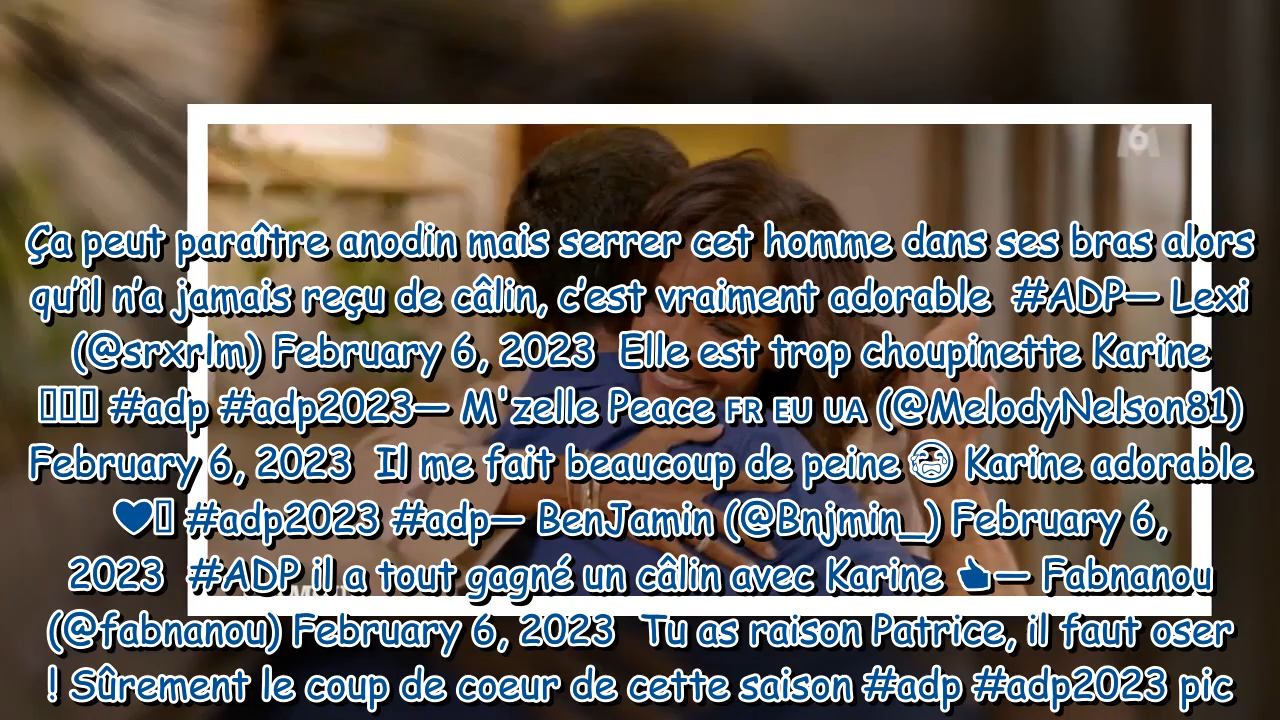 6
Ça peut paraître anodin mais serrer cet homme dans ses bras alors
qu'il n'a jamais reçu de câlin, c'est vraiment adorable #ADP— Lexi
(@srxrlm) February 6, 2023 Elle est trop choupinette Karine
#adp #adp2023— M'zelle Peace FR EU UA (@MelodyNelson81)
February 6, 2023 Il me fait beaucoup de peine 😭 Karine adorable
♥ #adp2023 #adp— BenJamin (@Bnjmin_) February 6,
2023 #ADP il a tout gagné un câlin avec Karine 👍— Fabnanou
(@fabnanou) February 6, 2023 Tu as raison Patrice, il faut oser
! Sûrement le coup de coeur de cette saison #adp #adp2023 pic